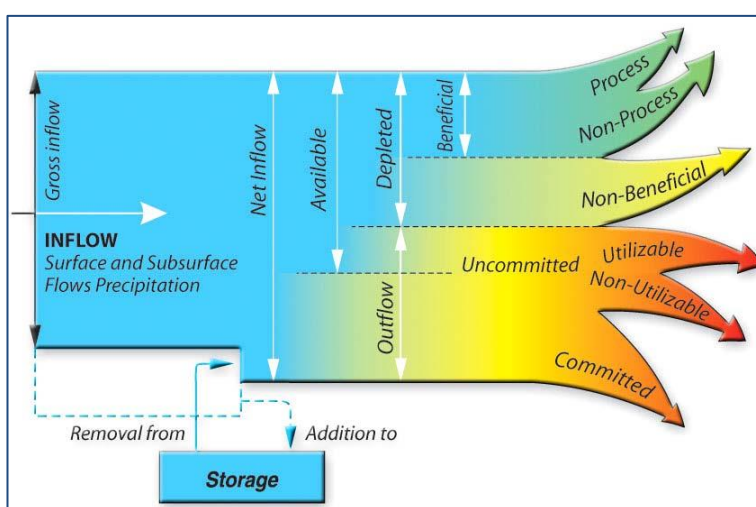 Gross inflow
INFLOW
Surface and Subsurface
Flows Precipitation
Net Inflow
Available
Depleted
Beneficial
Outflow
Uncommitted
Process
Non-Process
Non-Beneficial
Utilizable
Non-Utilizable
Committed
Removal from
Addition to
Storage